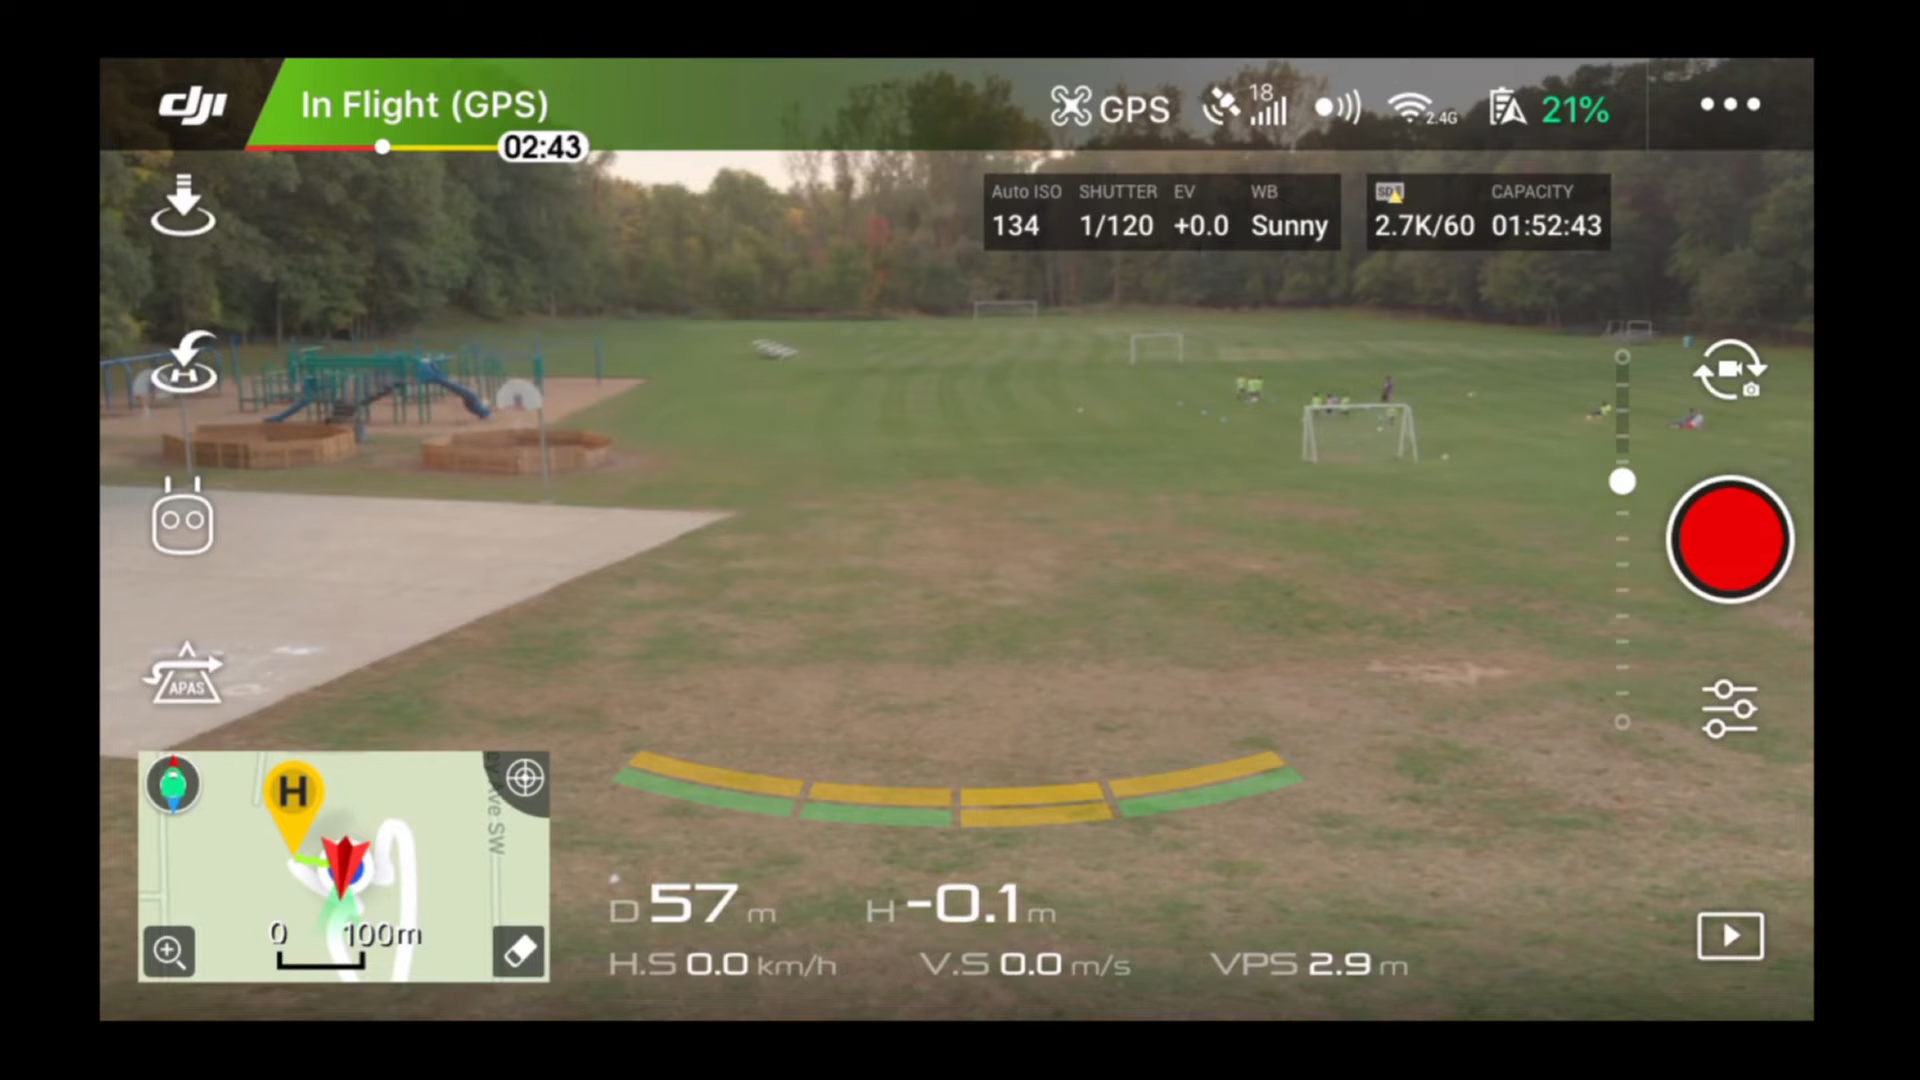 dji
In Flight (GPS)
02:43
GPS
18
2.4G
21%
Auto ISO SHUTTER EV WB
134 1/120 +0.0 Sunny
SD CAPACITY
2.7K/60 01:52:43
H
APAS
H
Ave SW
0 100m
D 57 m H -0.1 m
H.S 0.0 km/h V.S 0.0 m/s VPS 2.9 m